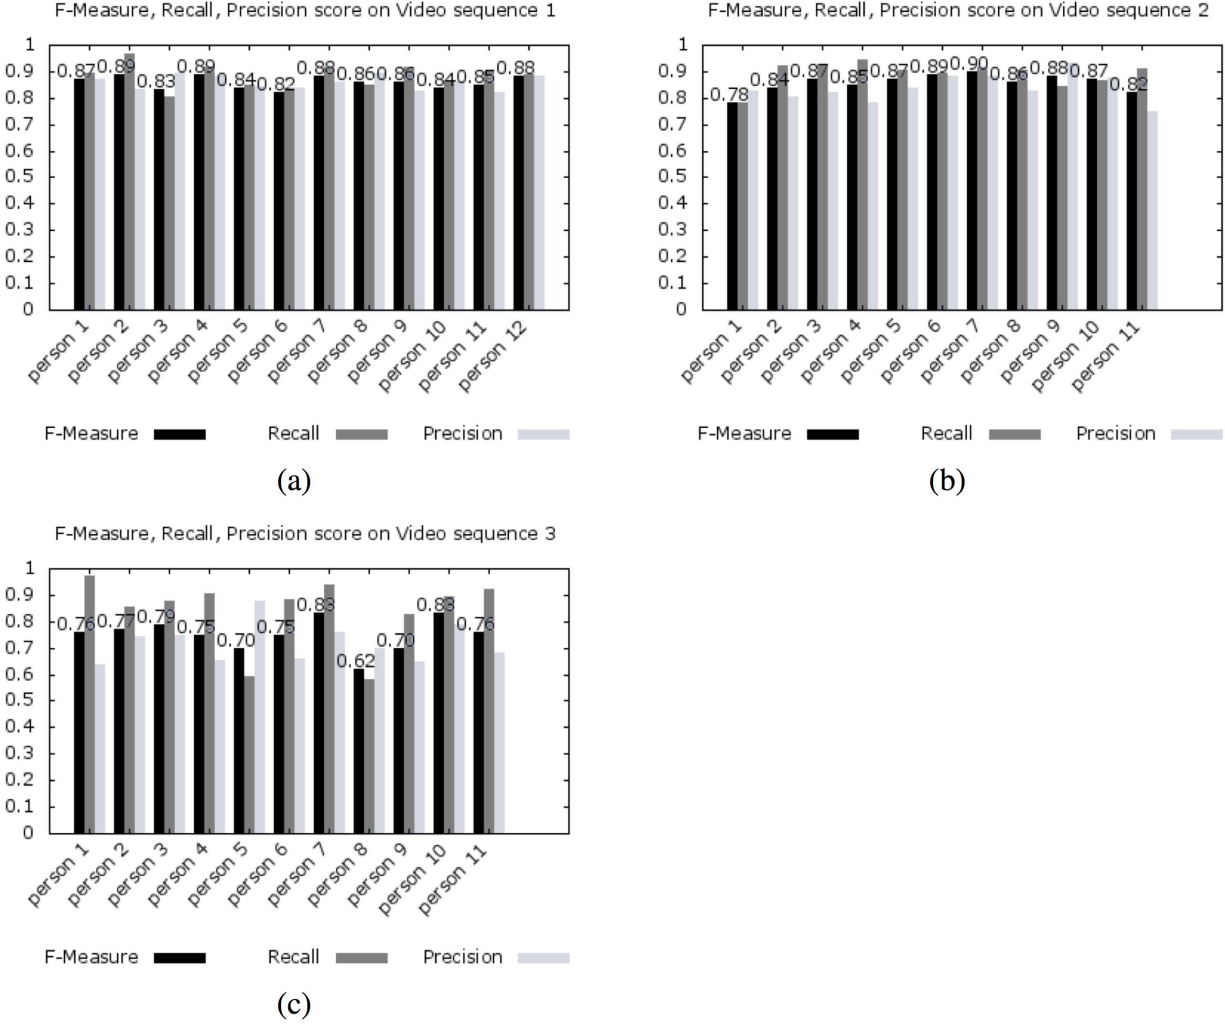 F-Measure, Recall, Precision score on Video sequence 1
1
0.9
0.8
0.7
0.6
0.5
0.4
0.3
0.2
0.1
0
0.87 0.89 0.83 0.89 0.84 0.82 0.88 0.86 0.86 0.84 0.85 0.88
person 1 person 2 person 3 person 4 person 5 person 6 person 7 person 8 person 9 person 10 person 11 person 12
F-Measure Recall Precision
(a)
F-Measure, Recall, Precision score on Video sequence 2
1
0.9
0.8
0.7
0.6
0.5
0.4
0.3
0.2
0.1
0
0.78 0.84 0.87 0.85 0.87 0.89 0.90 0.86 0.88 0.87 0.82
person 1 person 2 person 3 person 4 person 5 person 6 person 7 person 8 person 9 person 10 person 11
F-Measure Recall Precision
(b)
F-Measure, Recall, Precision score on Video sequence 3
1
0.9
0.8
0.7
0.6
0.5
0.4
0.3
0.2
0.1
0
0.76 0.77 0.79 0.75 0.70 0.75 0.83 0.62 0.70 0.83 0.76
person 1 person 2 person 3 person 4 person 5 person 6 person 7 person 8 person 9 person 10 person 11
F-Measure Recall Precision
(c)